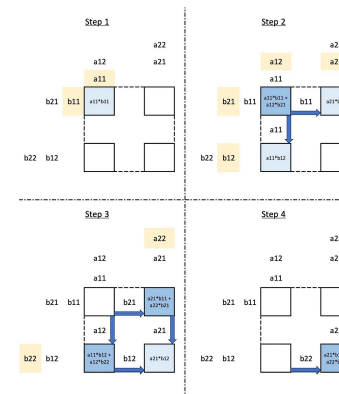 Step 1
a22
a12 a21
a11
b21 b11 a11*b11
b22 b12
Step 2
a22
a12
a11
b21 b11 a11*b11 + b11
a12*b21
a11
b22 b12 a11*b12
Step 3
a22
a12 a21
a11
b21 b11 b21 a21*b11 +
a22*b21
a12 a21
b22 b12 a11*b12 + b12 a21*b12
a12*b22
Step 4
a12
a11
b21 b11
b22 b12 b22